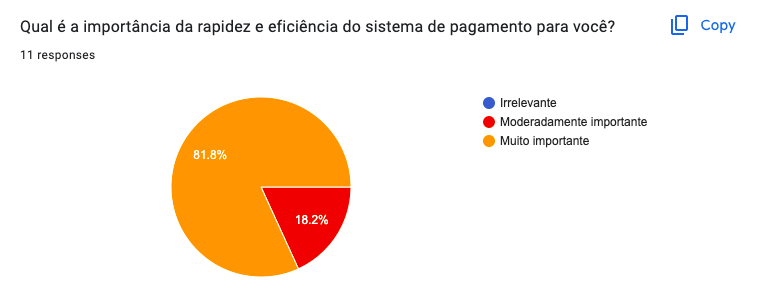 Qual é a importância da rapidez e eficiência do sistema de pagamento para você?
Copy
11 responses
Irrelevante
Moderadamente importante
Muito importante
81.8%
18.2%